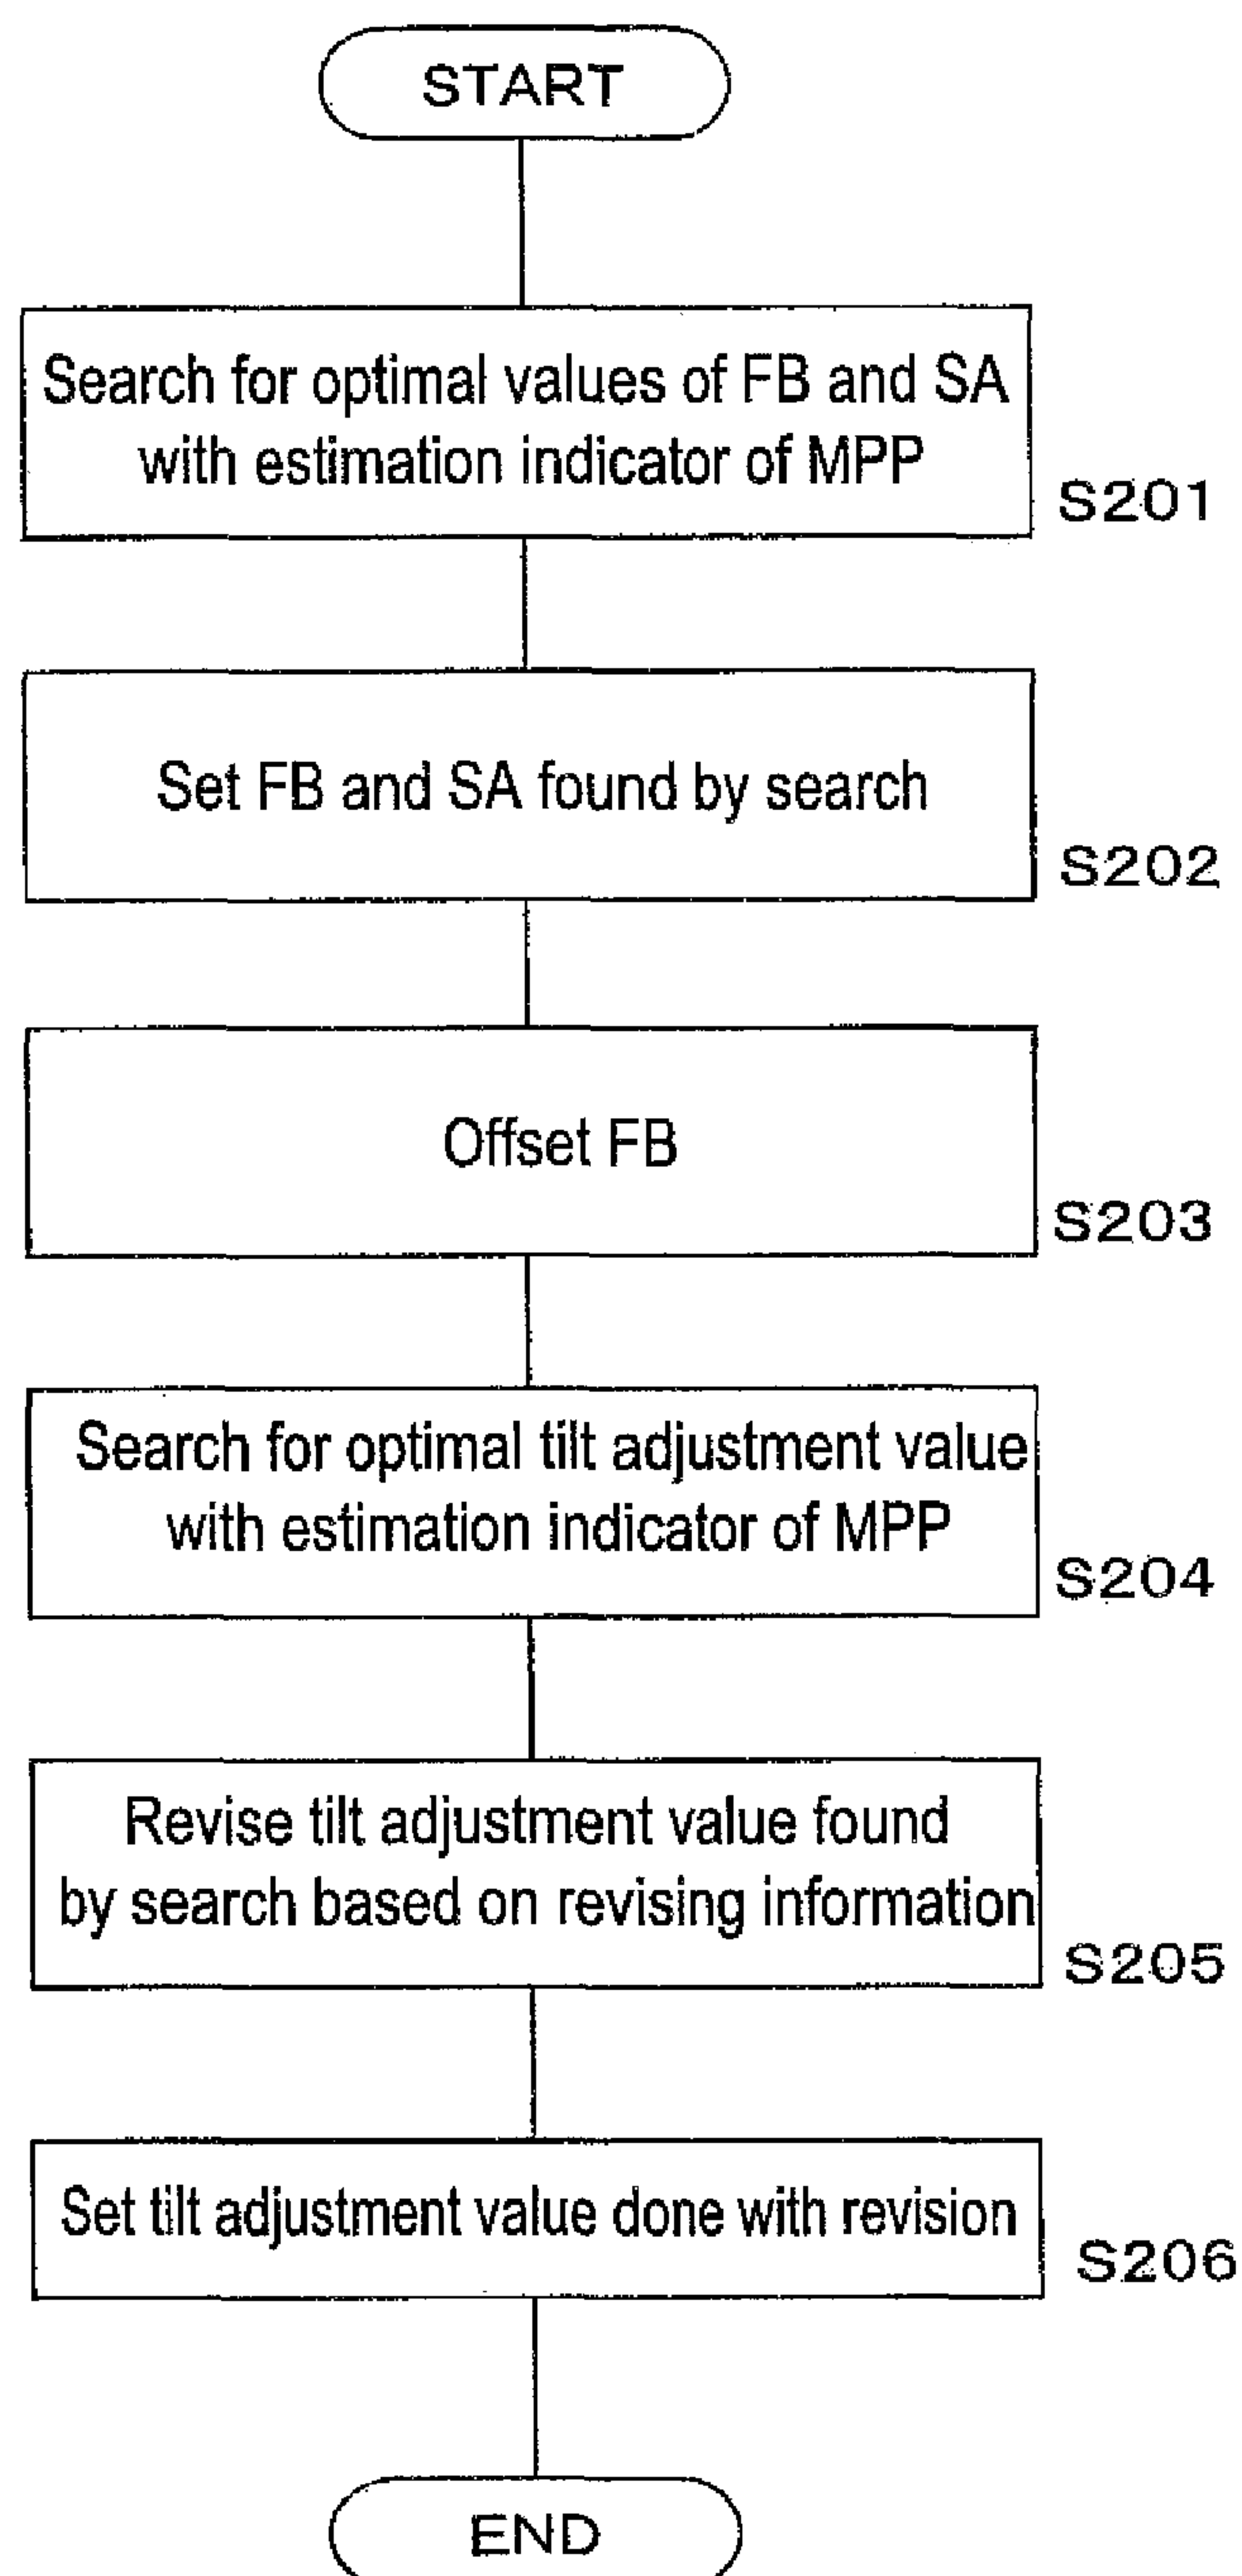 START
Search for optimal values of FB and SA
with estimation indicator of MPP
S201
Set FB and SA found by search
S202
Offset FB
S203
Search for optimal tilt adjustment value
with estimation indicator of MPP
S204
Revise tilt adjustment value found
by search based on revising information
S205
Set tilt adjustment value done with revision
S206
END